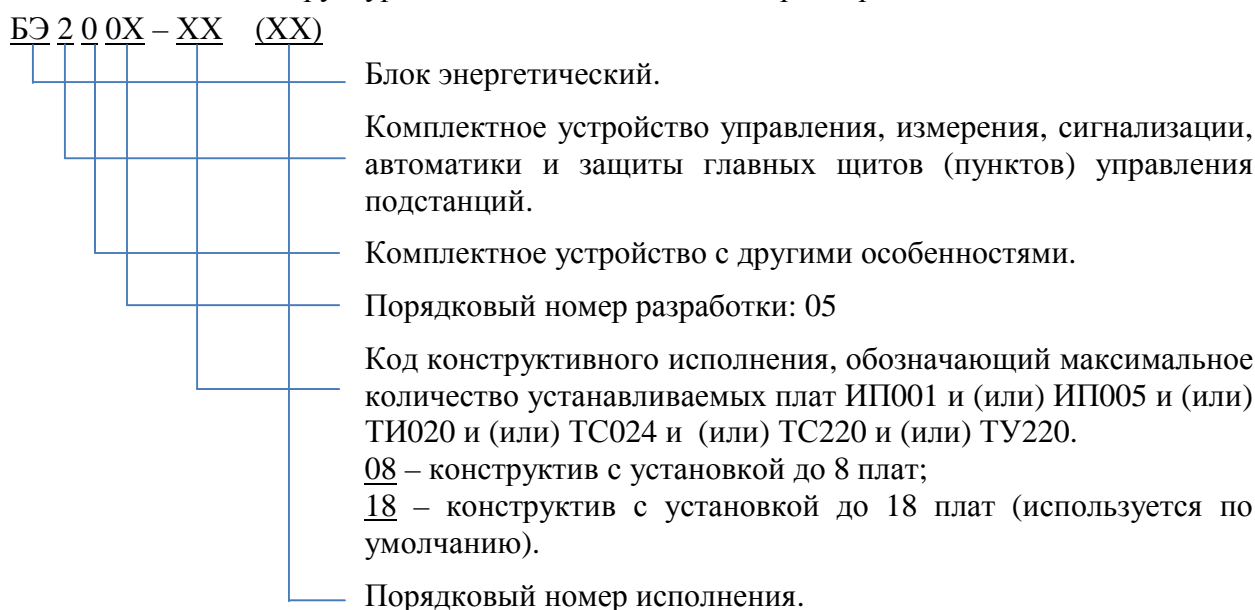 БЭ 2 0 0Х – ХХ (ХХ)
Блок энергетический.
Комплектное устройство управления, измерения, сигнализации,
автоматики и защиты главных щитов (пунктов) управления
подстанций.
Комплектное устройство с другими особенностями.
Порядковый номер разработки: 05
Код конструктивного исполнения, обозначающий максимальное
количество устанавливаемых плат ИП001 и (или) ИП005 и (или)
ТИ020 и (или) ТС024 и (или) ТС220 и (или) ТУ220.
08 – конструктив с установкой до 8 плат;
18 – конструктив с установкой до 18 плат (используется по
умолчанию).
Порядковый номер исполнения.